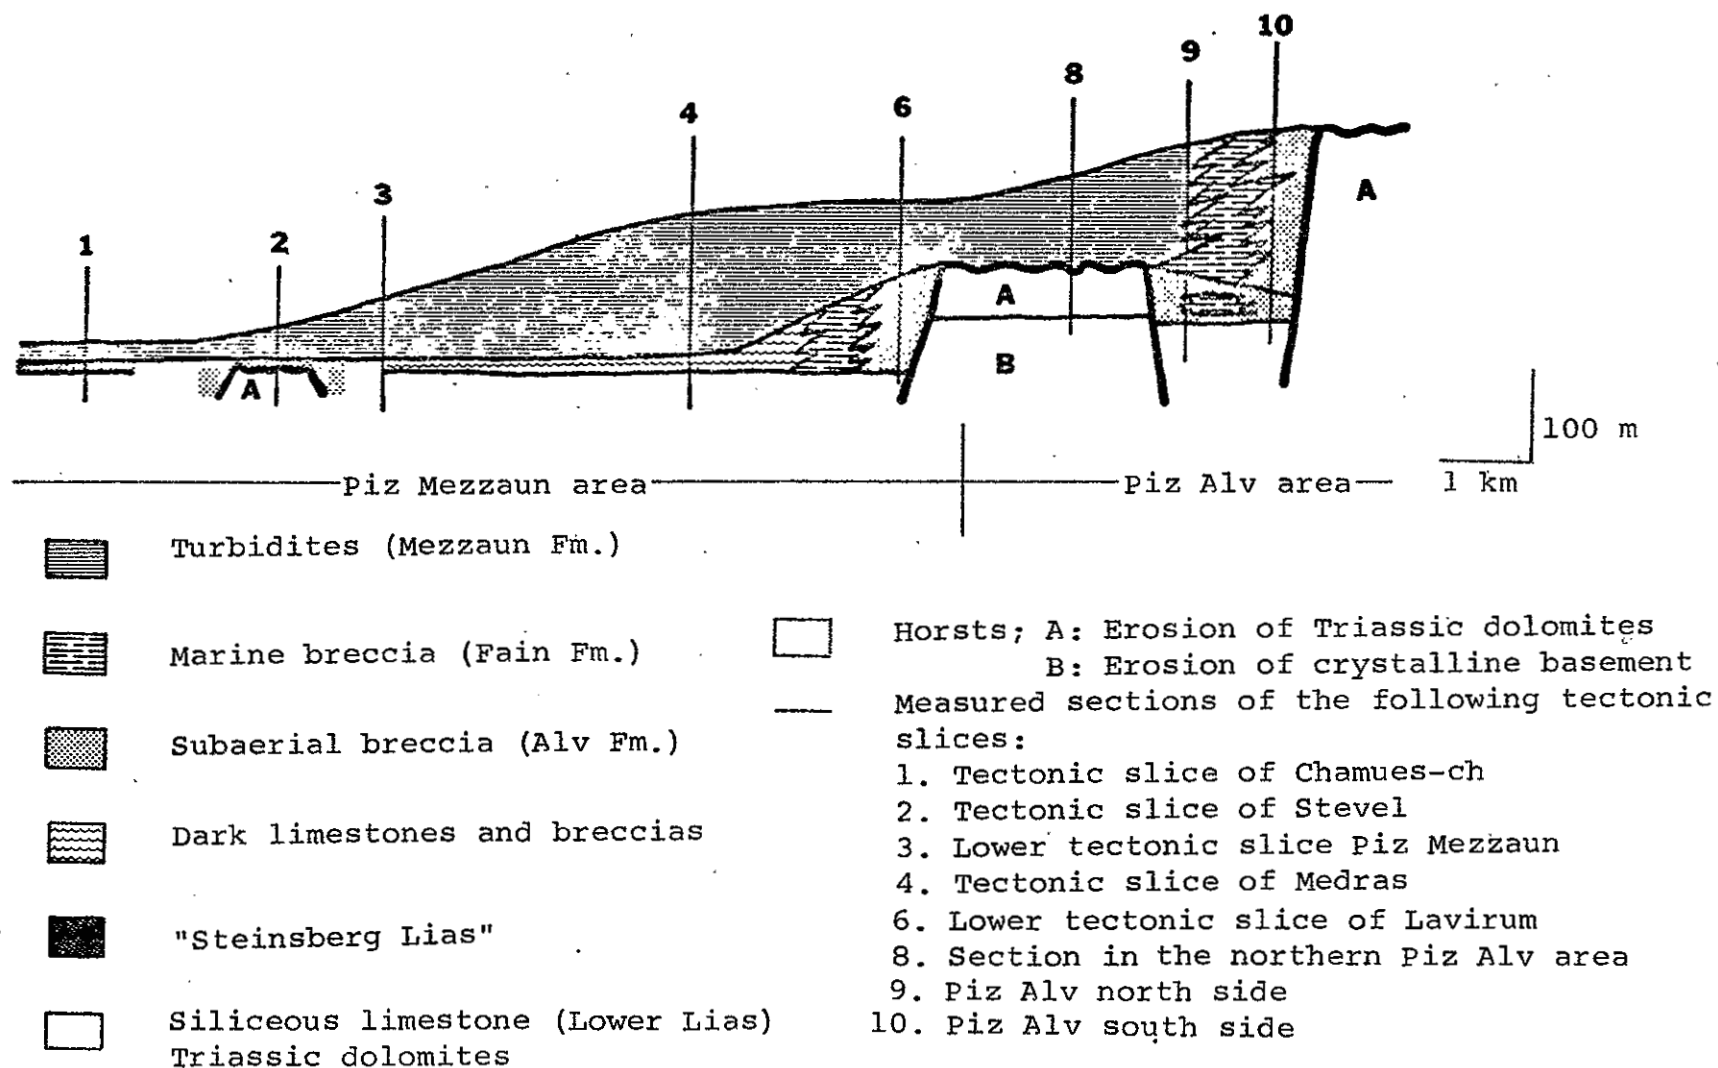 10
9
8
6
4
3
2
1
A
A
B
A
100 m
1 km
Piz Mezzaun area
Piz Alv area
Turbidites (Mezzaun Fm.)
Marine breccia (Fain Fm.)
Subaerial breccia (Alv Fm.)
Dark limestones and breccias
"Steinsberg Lias"
Siliceous limestone (Lower Lias)
Triassic dolomites
Horsts; A: Erosion of Triassic dolomites
B: Erosion of crystalline basement
Measured sections of the following tectonic
slices:
1. Tectonic slice of Chamues-ch
2. Tectonic slice of Stevel
3. Lower tectonic slice Piz Mezzaun
4. Tectonic slice of Medras
6. Lower tectonic slice of Lavirum
8. Section in the northern Piz Alv area
9. Piz Alv north side
10. Piz Alv south side